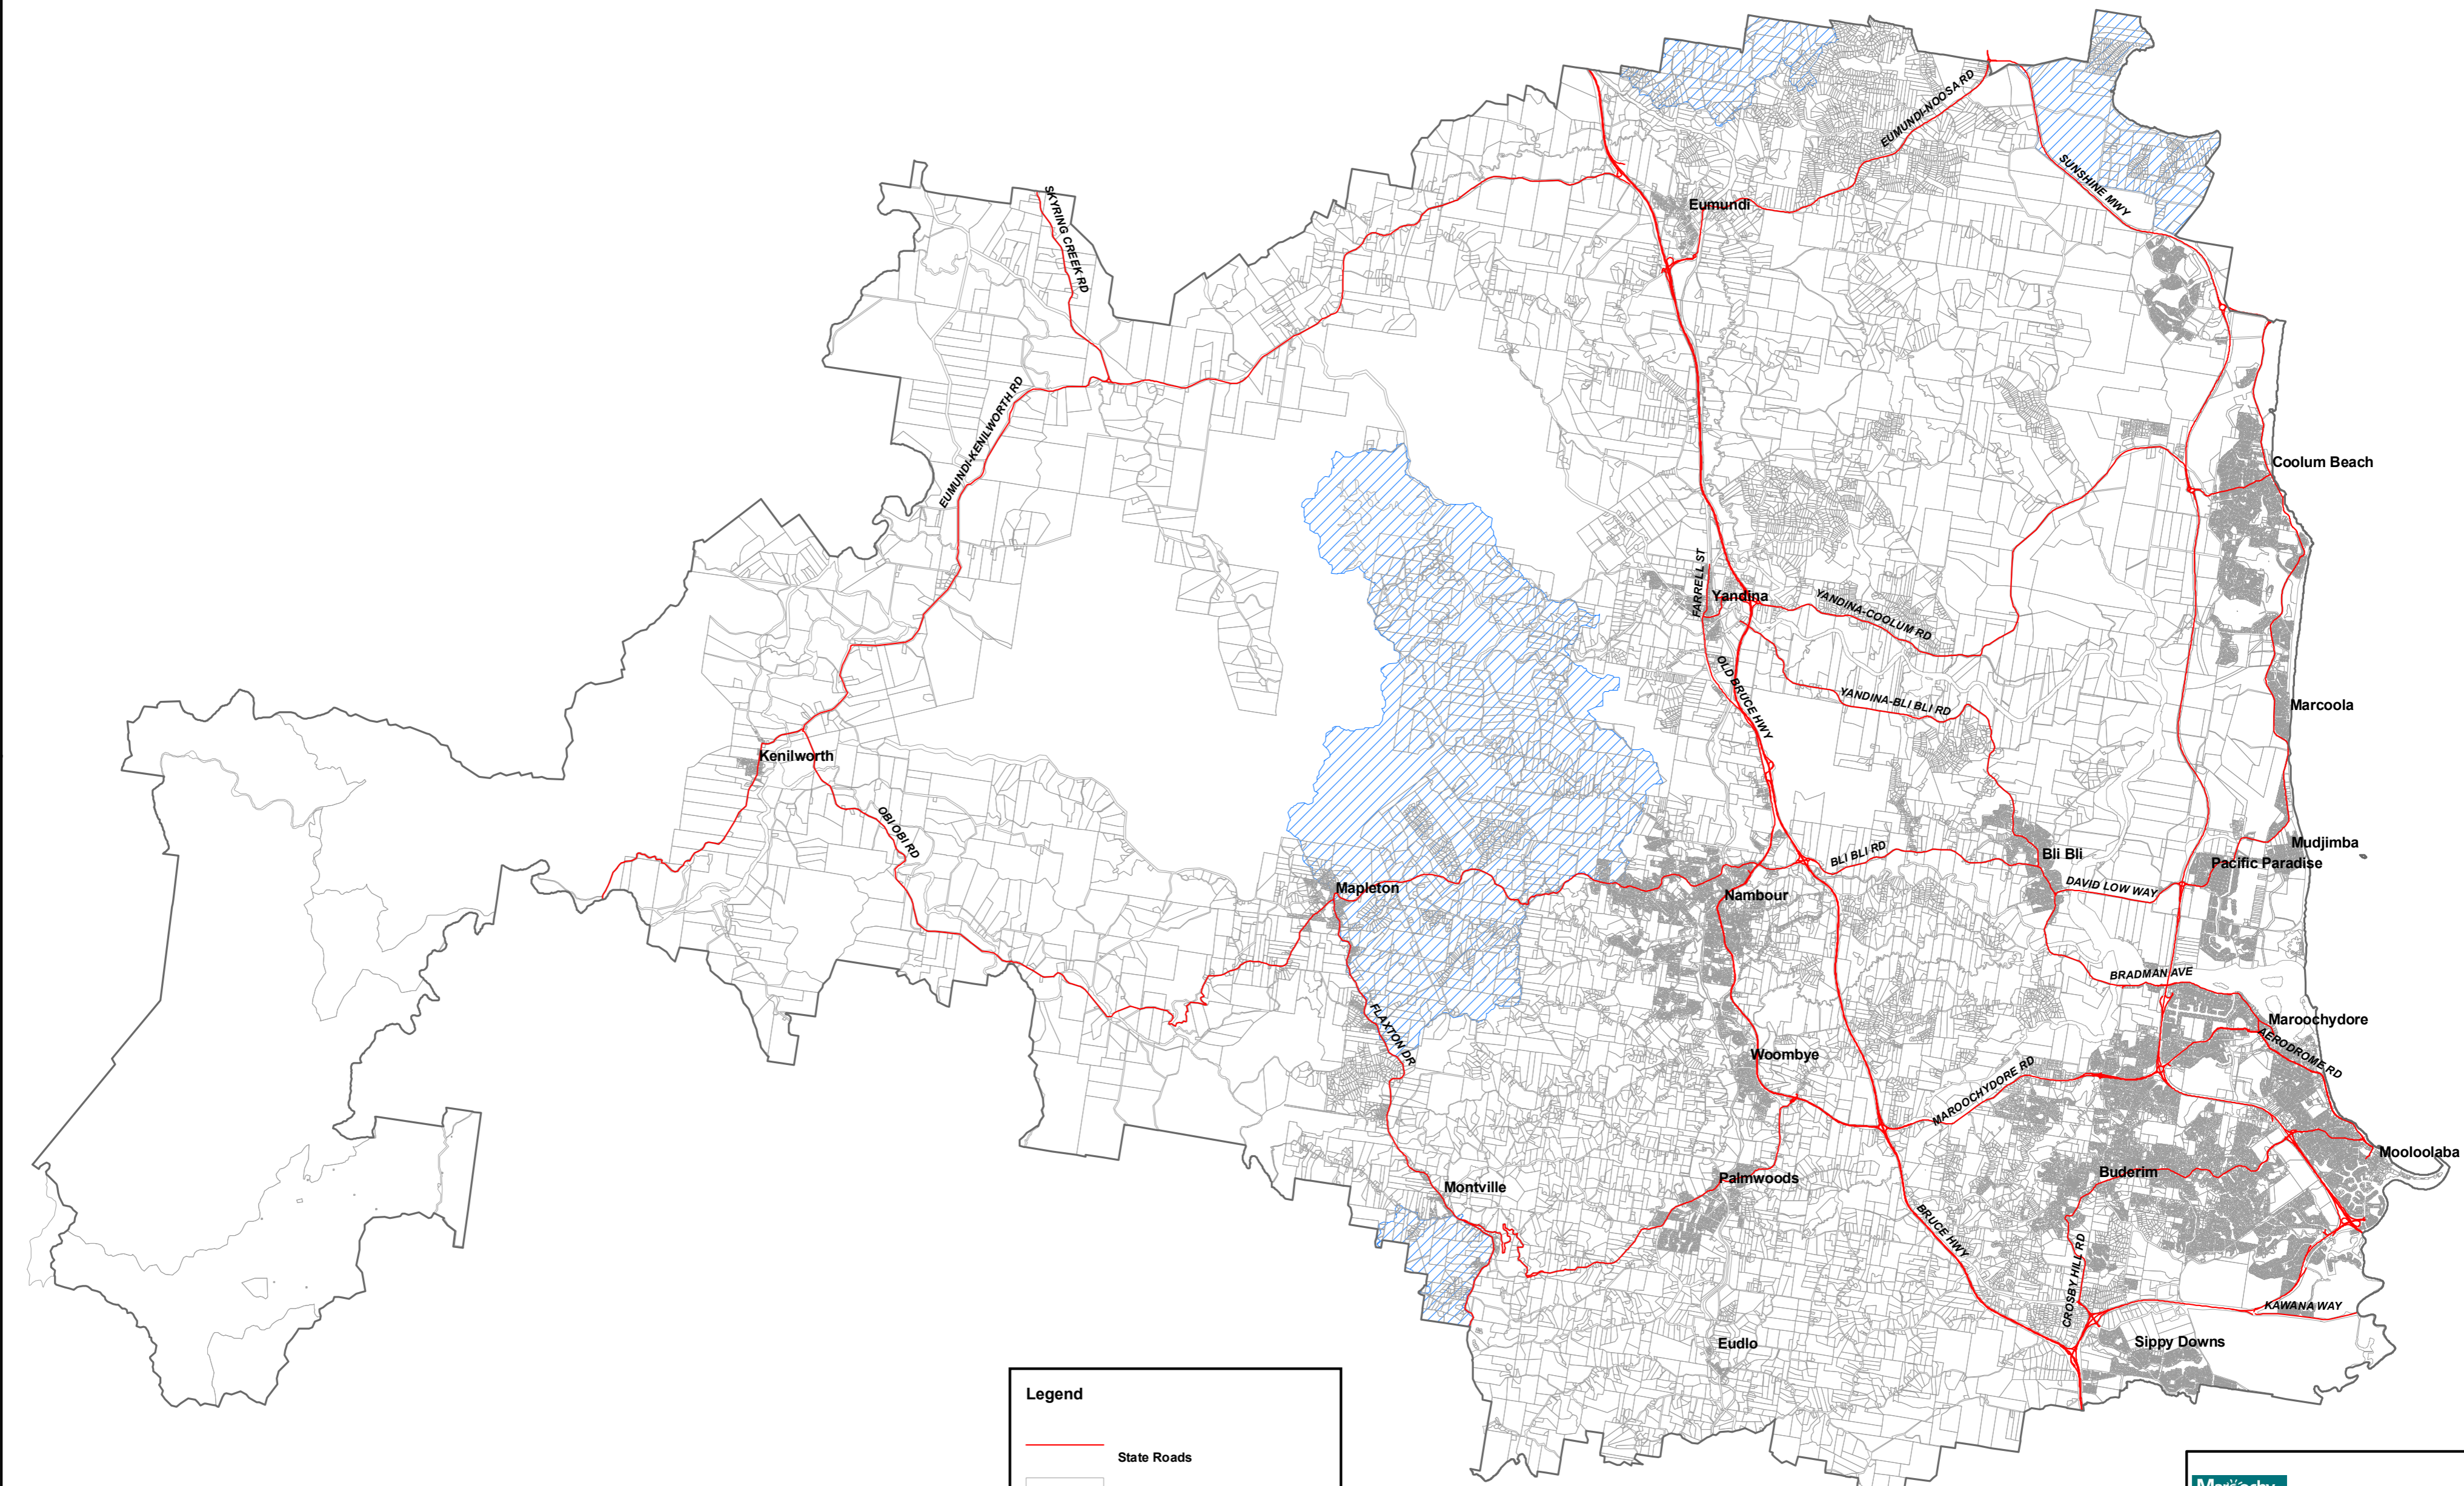 EUMUNDI-NOOSA RD
SUNSHINE MWY
SKYRING CREEK RD
Eumundi
EUMUNDI-KENILWORTH RD
Coolum Beach
FARRELL ST
Yandina
YANDINA-COOLUM RD
OLD BRUCE HWY
YANDINA-BLI BLI RD
Marcoola
Kenilworth
OBI OBI RD
Mudjimba
BLI BLI RD
Bli Bli
Pacific Paradise
Mapleton
DAVID LOW WAY
Nambour
BRADMAN AVE
FLAXTON DR
Maroochydore
AERODROME RD
Woombye
MAROOCHYDORE RD
Mooloolaba
Buderim
Palmwoods
Montville
BRUCE HWY
CROSBY HILL RD
KAWANA WAY
Eudlo
Sippy Downs
Legend
State Roads